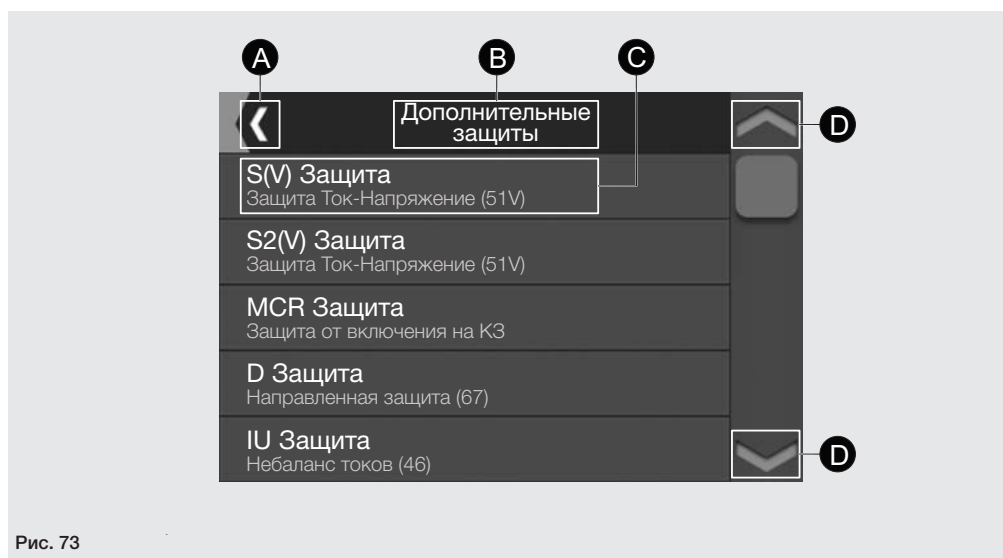 A
B
C
Дополнительные
защиты
D
S(V) Защита
Защита Ток-Напряжение (51V)
S2(V) Защита
Защита Ток-Напряжение (51V)
MCR Защита
Защита от включения на КЗ
D Защита
Направленная защита (67)
IU Защита
Небаланс токов (46)
D
Рис. 73